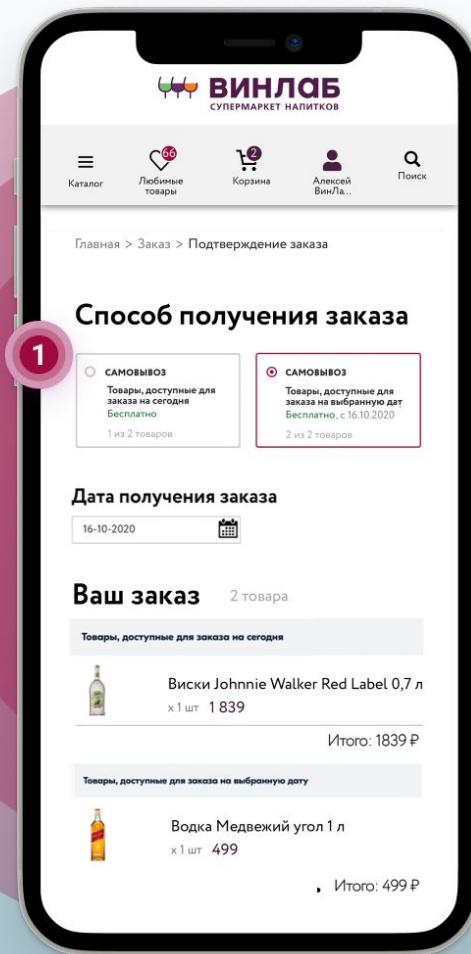 ВИНЛАБ
СУПЕРМАРКЕТ НАПИТКОВ
66
2
Каталог
Любимые
товары
Корзина
Алексей
ВинЛа...
Поиск
Главная > Заказ > Подтверждение заказа
Способ получения заказа
1
САМОВЫВОЗ
Товары, доступные для
заказа на сегодня
Бесплатно
1 из 2 товаров
САМОВЫВОЗ
Товары, доступные для
заказа на выбранную дат
Бесплатно, с 16.10.2020
2 из 2 товаров
Дата получения заказа
16-10-2020
Ваш заказ 2 товара
Товары, доступные для заказа на сегодня
Виски Johnnie Walker Red Label 0,7 л
х 1 шт 1 839
Итого: 1839 ₽
Товары, доступные для заказа на выбранную дату
Водка Медвежий угол 1 л
х 1 шт 499
Итого: 499 ₽